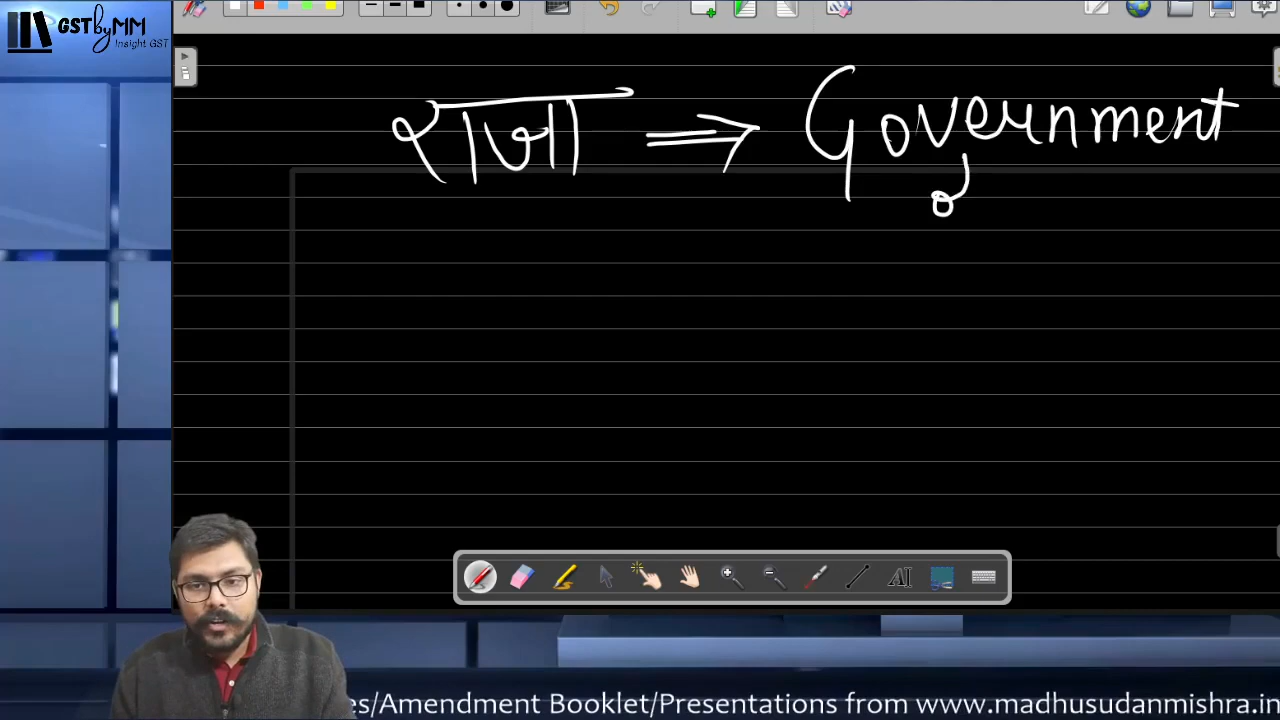 GSTbyMM
Insight GST
राजा ⇒ Government
es/Amendment Booklet/Presentations from www.madhusudanmishra.in